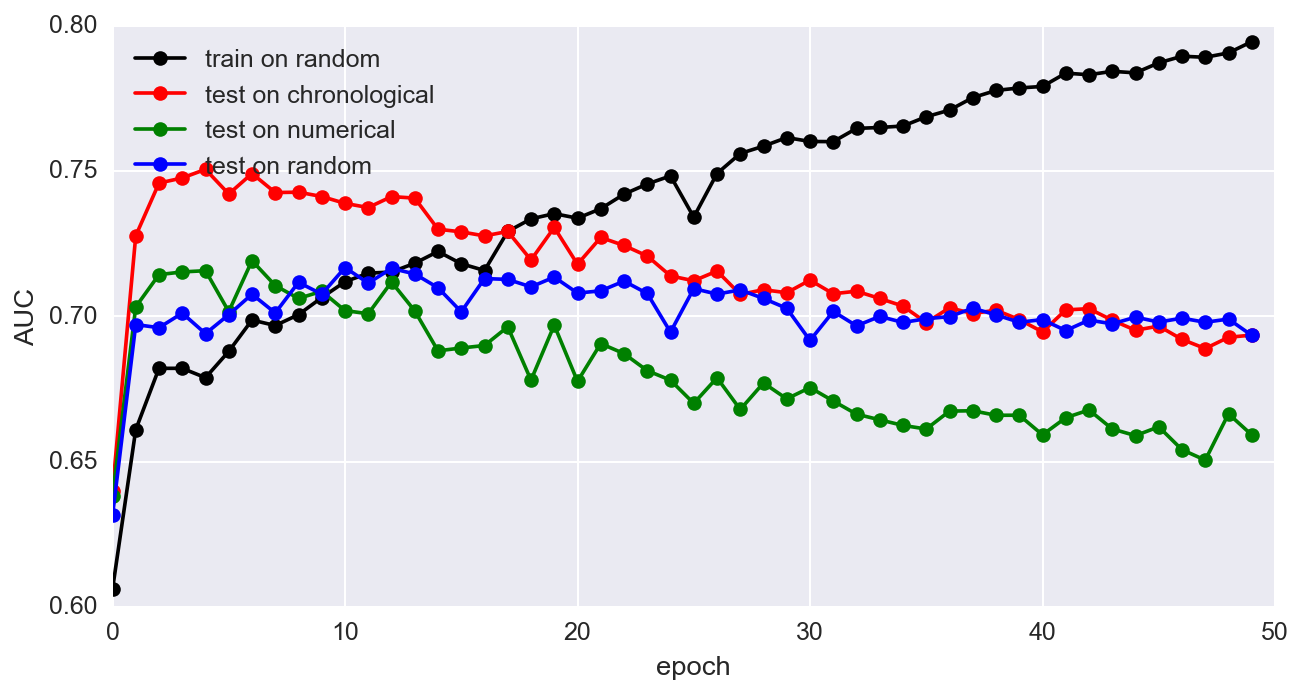 0.80
0.75
0.70
0.65
0.60
AUC
train on random
test on chronological
test on numerical
test on random
0 10 20 30 40 50
epoch